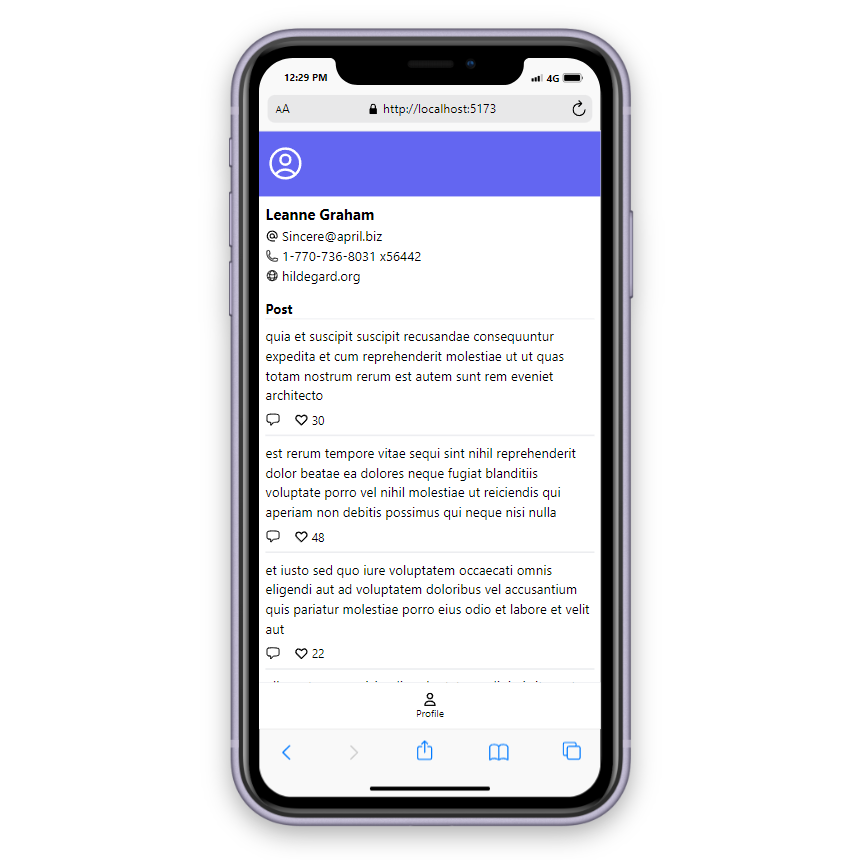 12:29 PM
4G
AA
http://localhost:5173
Leanne Graham
Sincere@april.biz
1-770-736-8031 x56442
hildegard.org
Post
quia et suscipit suscipit recusandae consequuntur
expedita et cum reprehenderit molestiae ut ut quas
totam nostrum rerum est autem sunt rem eveniet
architecto
30
est rerum tempore vitae sequi sint nihil reprehenderit
dolor beatae ea dolores neque fugiat blanditiis
voluptate porro vel nihil molestiae ut reiciendis qui
aperiam non debitis possimus qui neque nisi nulla
48
et iusto sed quo iure voluptatem occaecati omnis
eligendi aut ad voluptatem doloribus vel accusantium
quis pariatur molestiae porro eius odio et labore et velit
aut
22
Profile